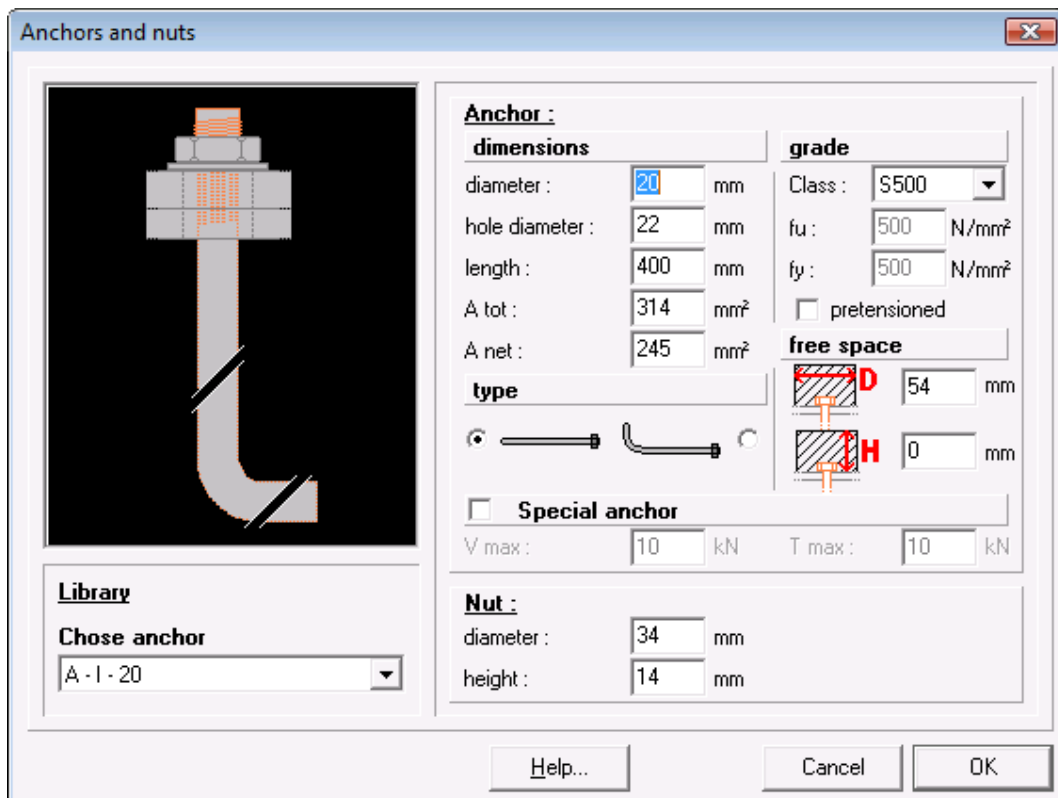 Anchors and nuts
Anchor :
dimensions
diameter : 20 mm
hole diameter : 22 mm
length : 400 mm
A tot : 314 mm²
A net : 245 mm²
type
grade
Class : S500
fu : 500 N/mm²
fy : 500 N/mm²
pretensioned
free space
D 54 mm
H 0 mm
Special anchor
V max : 10 kN T max : 10 kN
Library
Chose anchor
A - I - 20
Nut :
diameter : 34 mm
height : 14 mm
Help... Cancel OK